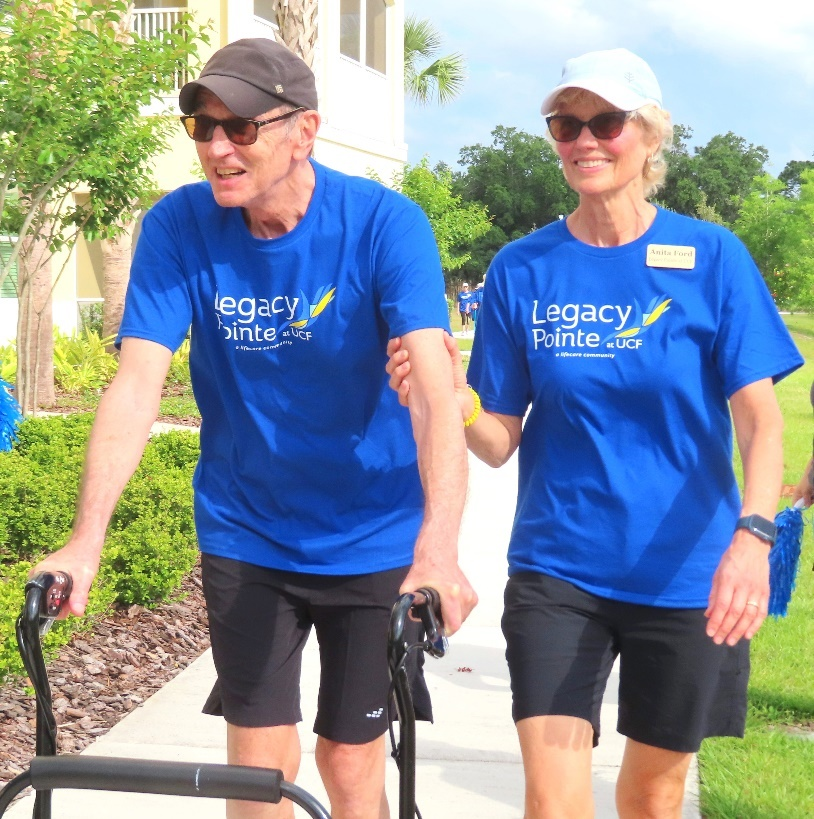 Legacy
Pointe at UCF
a lifecare community
Anita Ford
Legacy
Pointe at UCF
a lifecare community